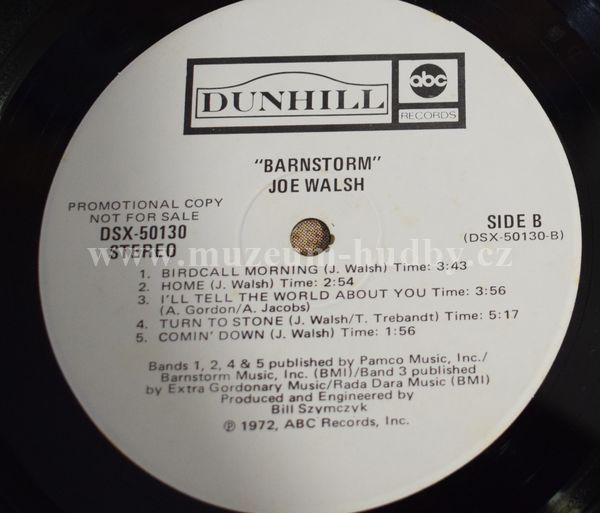 DUNHILL
abc
RECORDS
"BARNSTORM"
JOE WALSH
PROMOTIONAL COPY
NOT FOR SALE
DSX-50130
STEREO
SIDE B
(DSX-50130-B)
www.muzeum-hudby.cz
1. BIRDCALL MORNING (J. Walsh) Time: 3:43
2. HOME (J. Walsh) Time: 2:54
3. I'LL TELL THE WORLD ABOUT YOU Time: 3:56
(A. Gordon/A. Jacobs)
4. TURN TO STONE (J. Walsh/T. Trebandt) Time: 5:17
5. COMIN' DOWN (J. Walsh) Time: 1:56
Bands 1, 2, 4 & 5 published by Pamco Music, Inc./
Barnstorm Music, Inc. (BMI)/Band 3 published
by Extra Gordonary Music/Rada Dara Music (BMI)
Produced and Engineered by
Bill Szymczyk
℗ 1972, ABC Records, Inc.